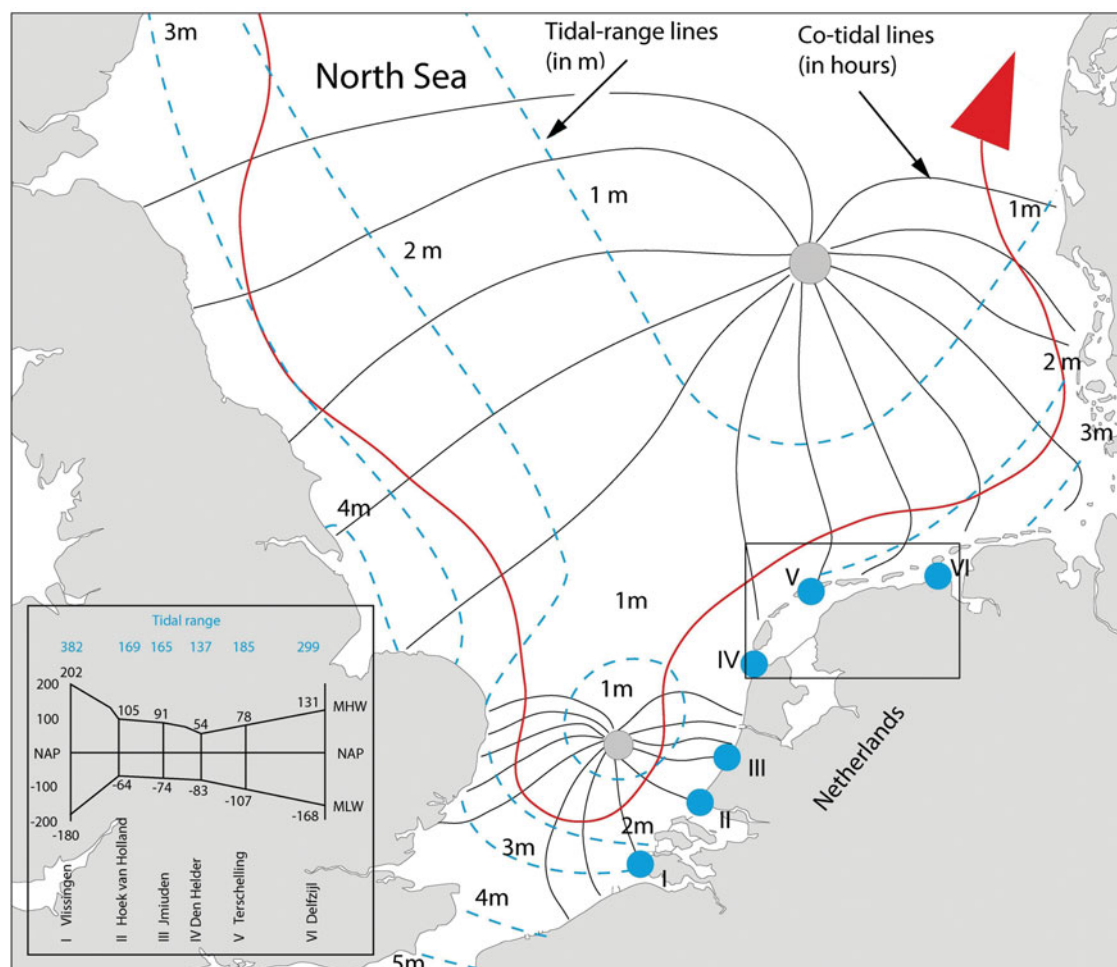 3m
Tidal-range lines
(in m)
Co-tidal lines
(in hours)
North Sea
1 m
1m
2 m
2 m
3m
4m
V
VI
1m
IV
1m
III
Netherlands
II
2m
3m
I
4m
5m
Tidal range
382 169 165 137 185 299
202
200
105 91 54 78 131 MHW
100
NAP NAP
-64 -74 -83 -107 -168 MLW
-100
-200
-180
I Vlissingen
II Hoek van Holland
III Jmiuden
IV Den Helder
V Terschelling
VI Delfzijl